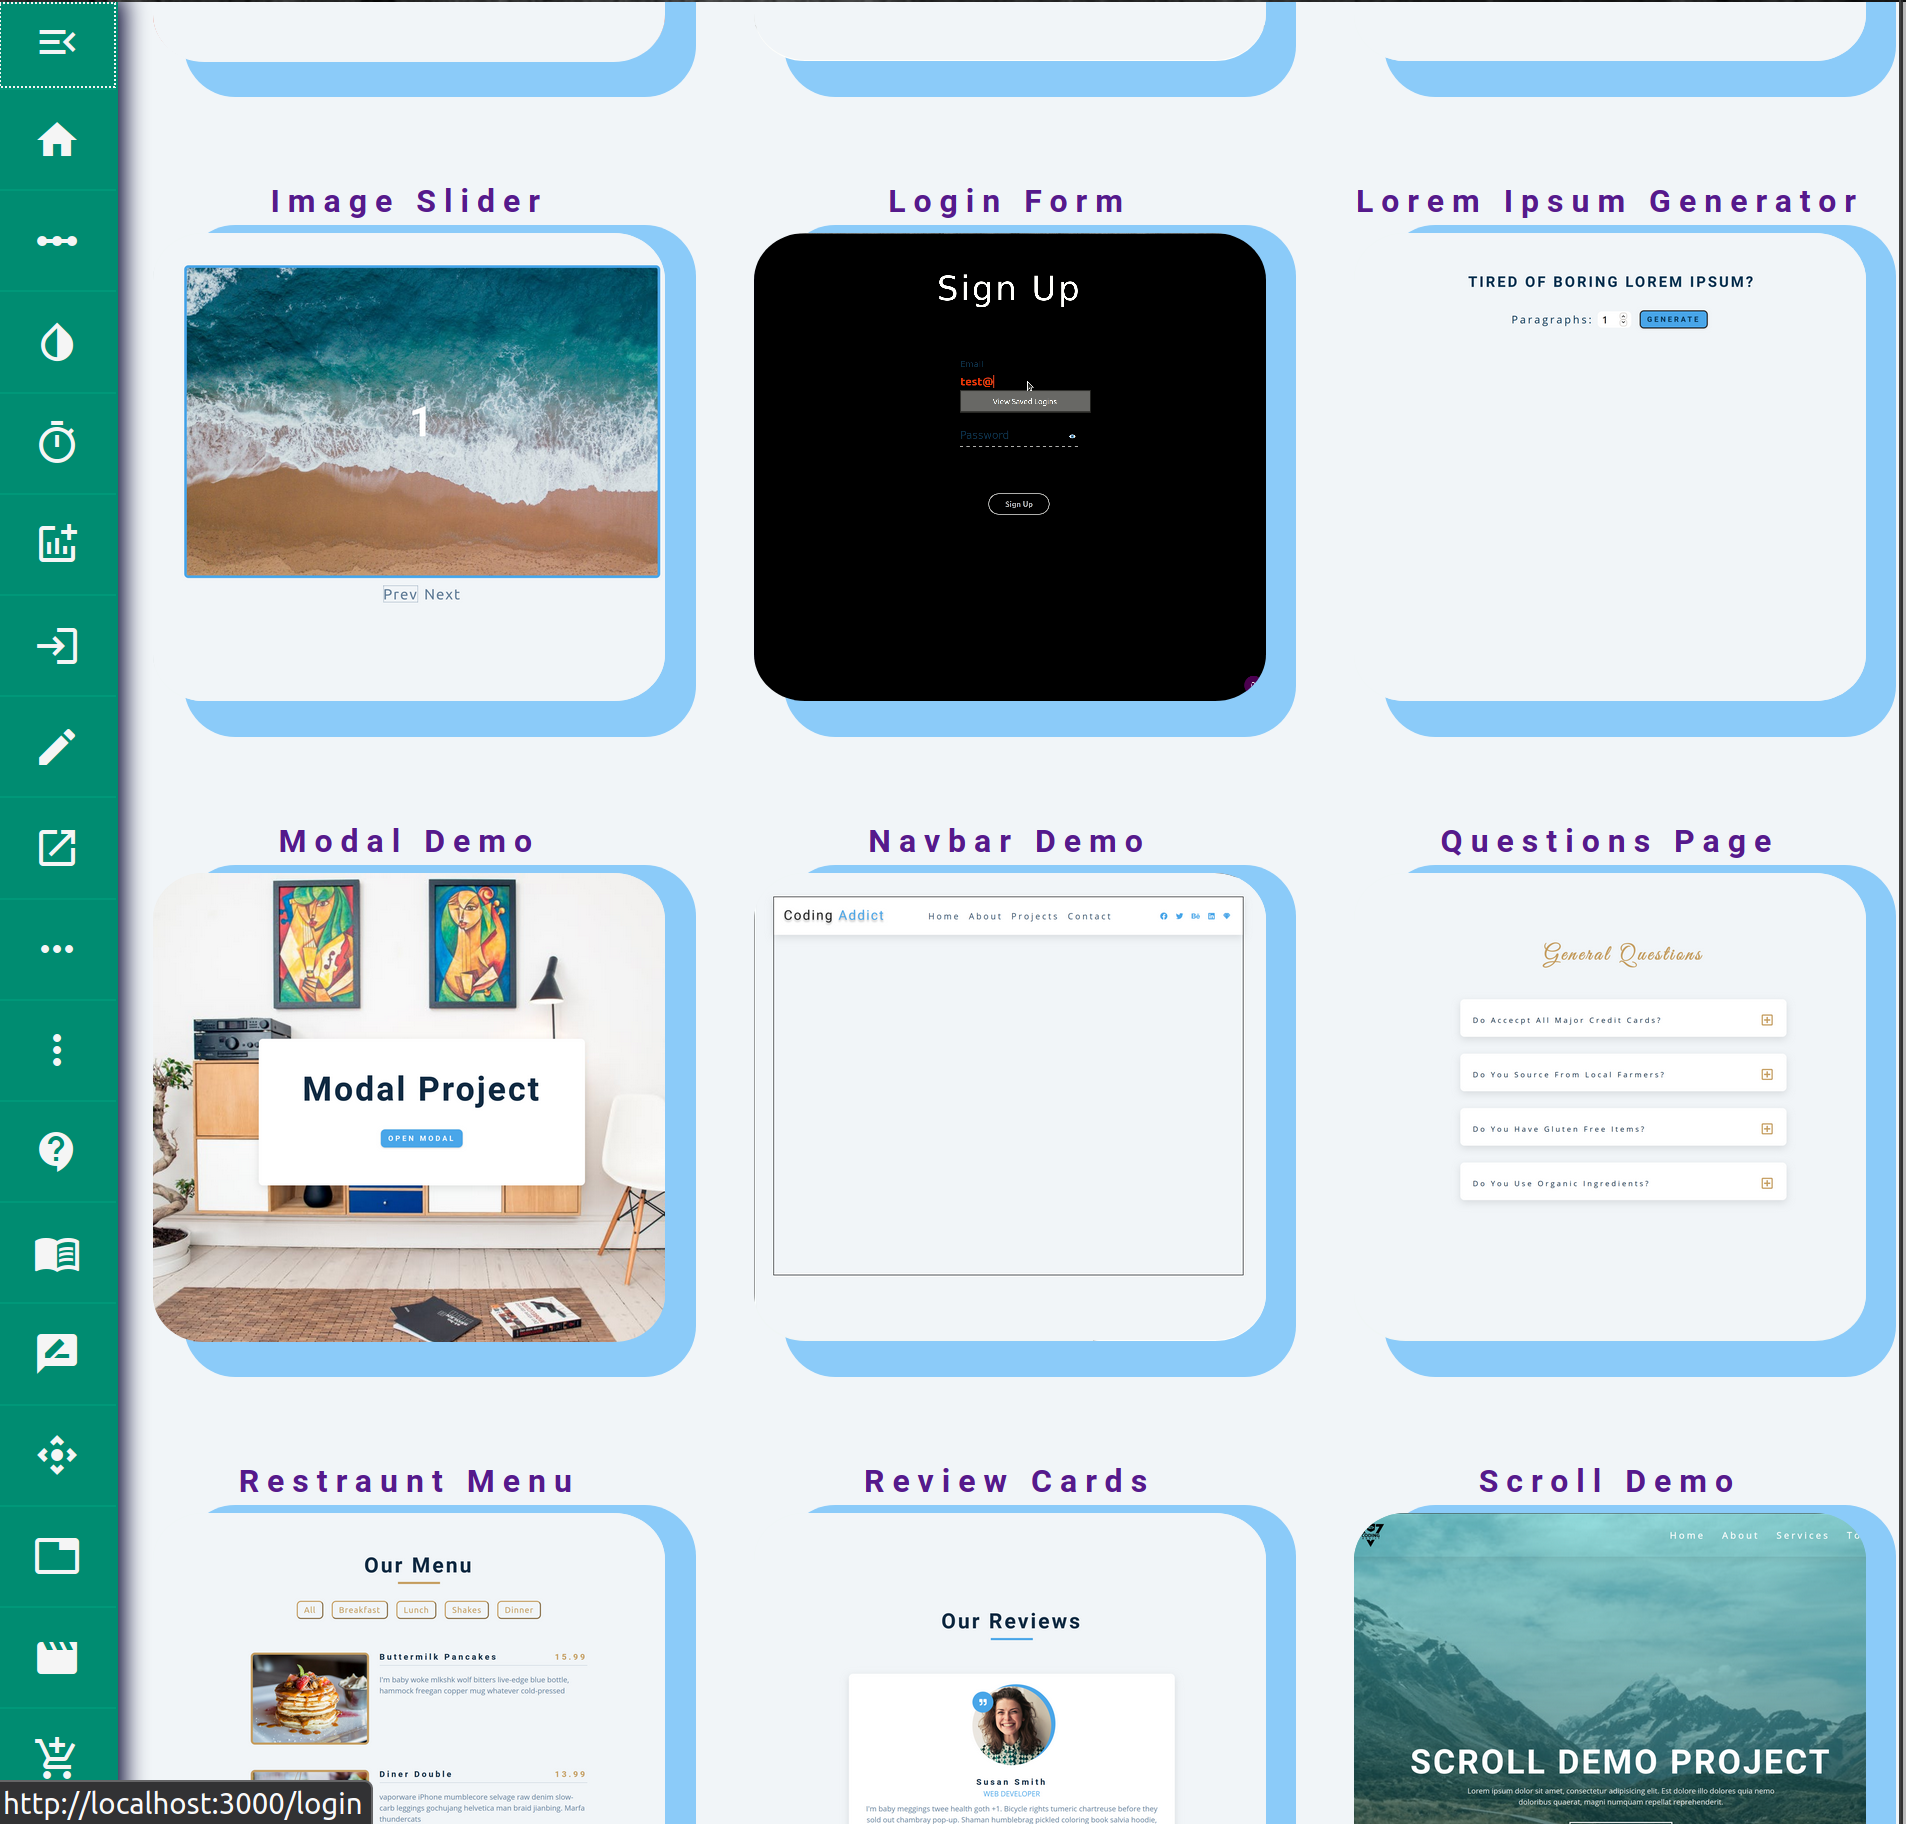 Image Slider
Login Form
Lorem Ipsum Generator
1
Prev Next
Sign Up
Email
test@
View Saved Logins
Password
Sign Up
TIRED OF BORING LOREM IPSUM?
Paragraphs: 1 GENERATE
Modal Demo
Navbar Demo
Questions Page
Modal Project
OPEN MODAL
Coding Addict Home About Projects Contact
General Questions
Do Accecpt All Major Credit Cards?
Do You Source From Local Farmers?
Do You Have Gluten Free Items?
Do You Use Organic Ingredients?
Restraunt Menu
Review Cards
Scroll Demo
Our Menu
All Breakfast Lunch Shakes Dinner
Buttermilk Pancakes 15.99
I'm baby woke mlkshk wolf bitters live-edge blue bottle,
hammock freegan copper mug whatever cold-pressed
Diner Double 13.99
vaporware iPhone mumblecore selvage raw denim slow-
carb leggings gochujang helvetica man braid jianbing. Marfa
thundercats
Our Reviews
Susan Smith
WEB DEVELOPER
I'm baby meggings twee health goth +1. Bicycle rights tumeric chartreuse before they
sold out chambray pop-up. Shaman humblebrag pickled coloring book salvia hoodie,
Home About Services To
SCROLL DEMO PROJECT
Lorem ipsum dolor sit amet, consectetur adipisicing elit. Est dolore illo dolores quia nemo
doloribus quaerat, magni numquam repellat reprehenderit.
http://localhost:3000/login